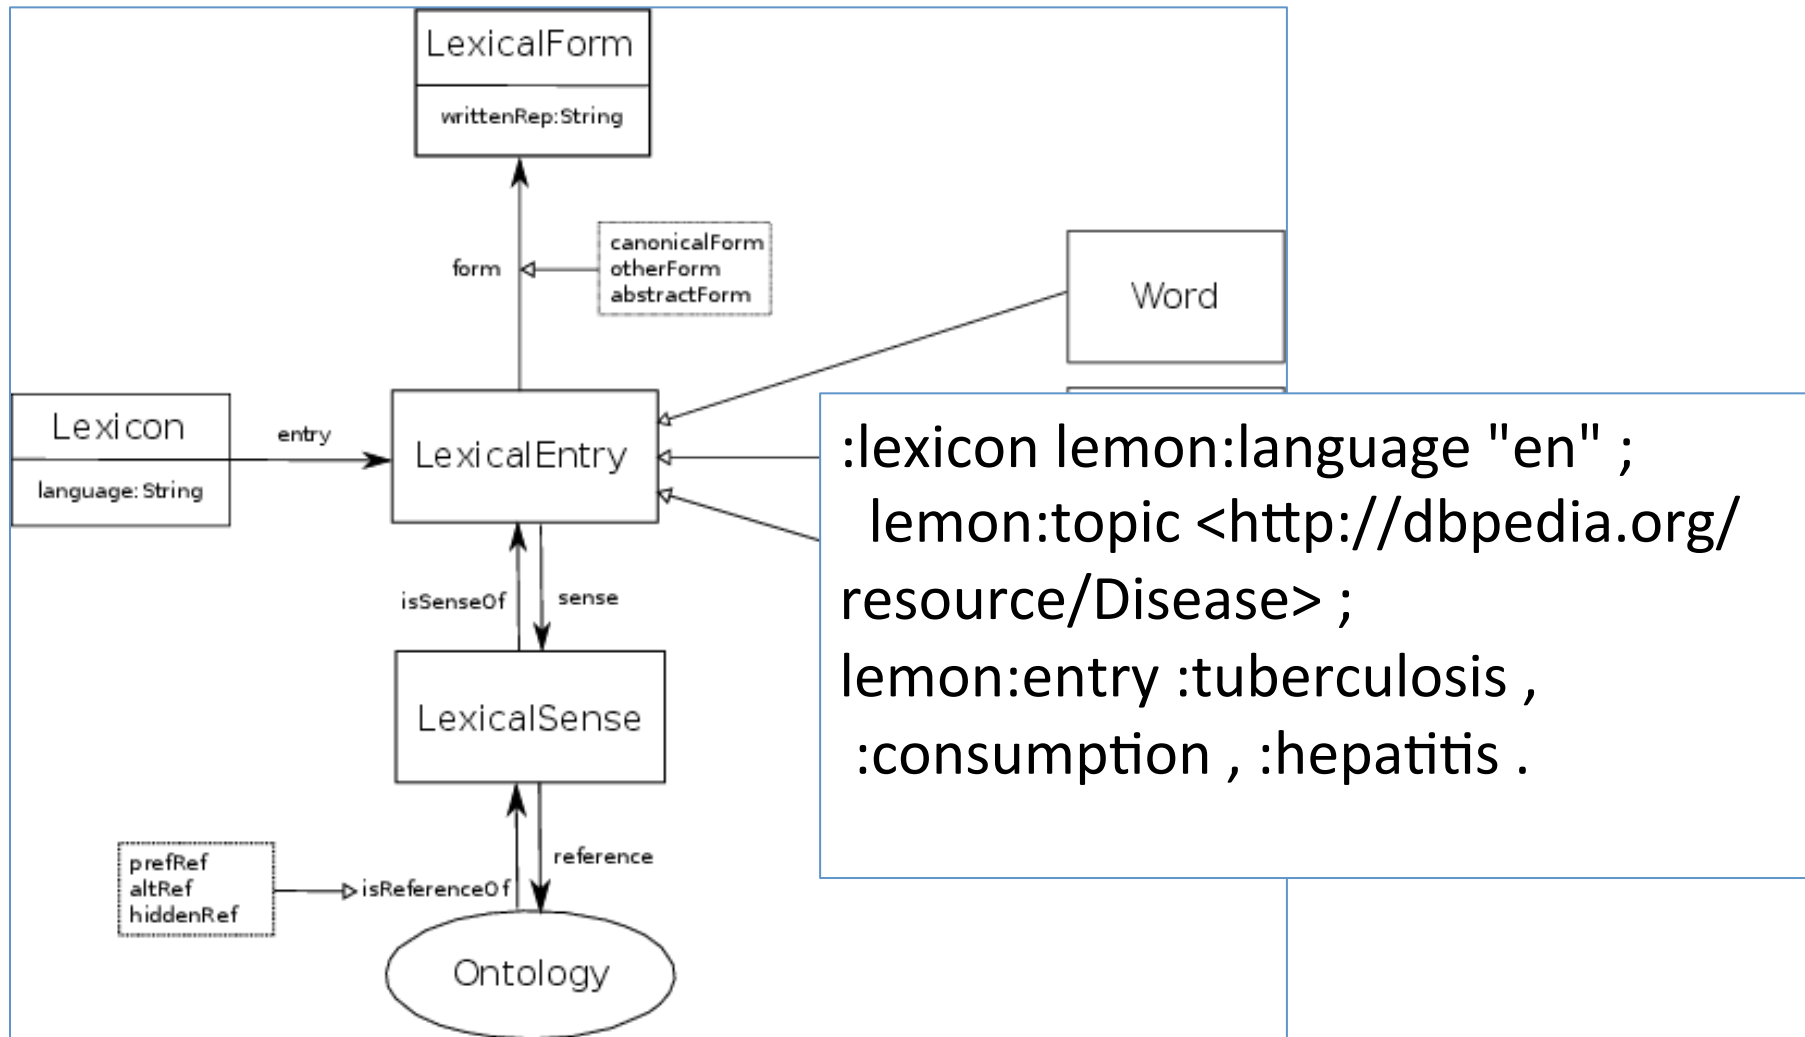 LexicalForm
writtenRep:String
canonicalForm
otherForm
abstractForm
form
Word
Lexicon
language:String
entry
LexicalEntry
:lexicon lemon:language "en" ;
lemon:topic <http://dbpedia.org/
resource/Disease> ;
lemon:entry :tuberculosis ,
:consumption , :hepatitis .
isSenseOf
sense
LexicalSense
prefRef
altRef
hiddenRef
isReferenceOf
reference
Ontology